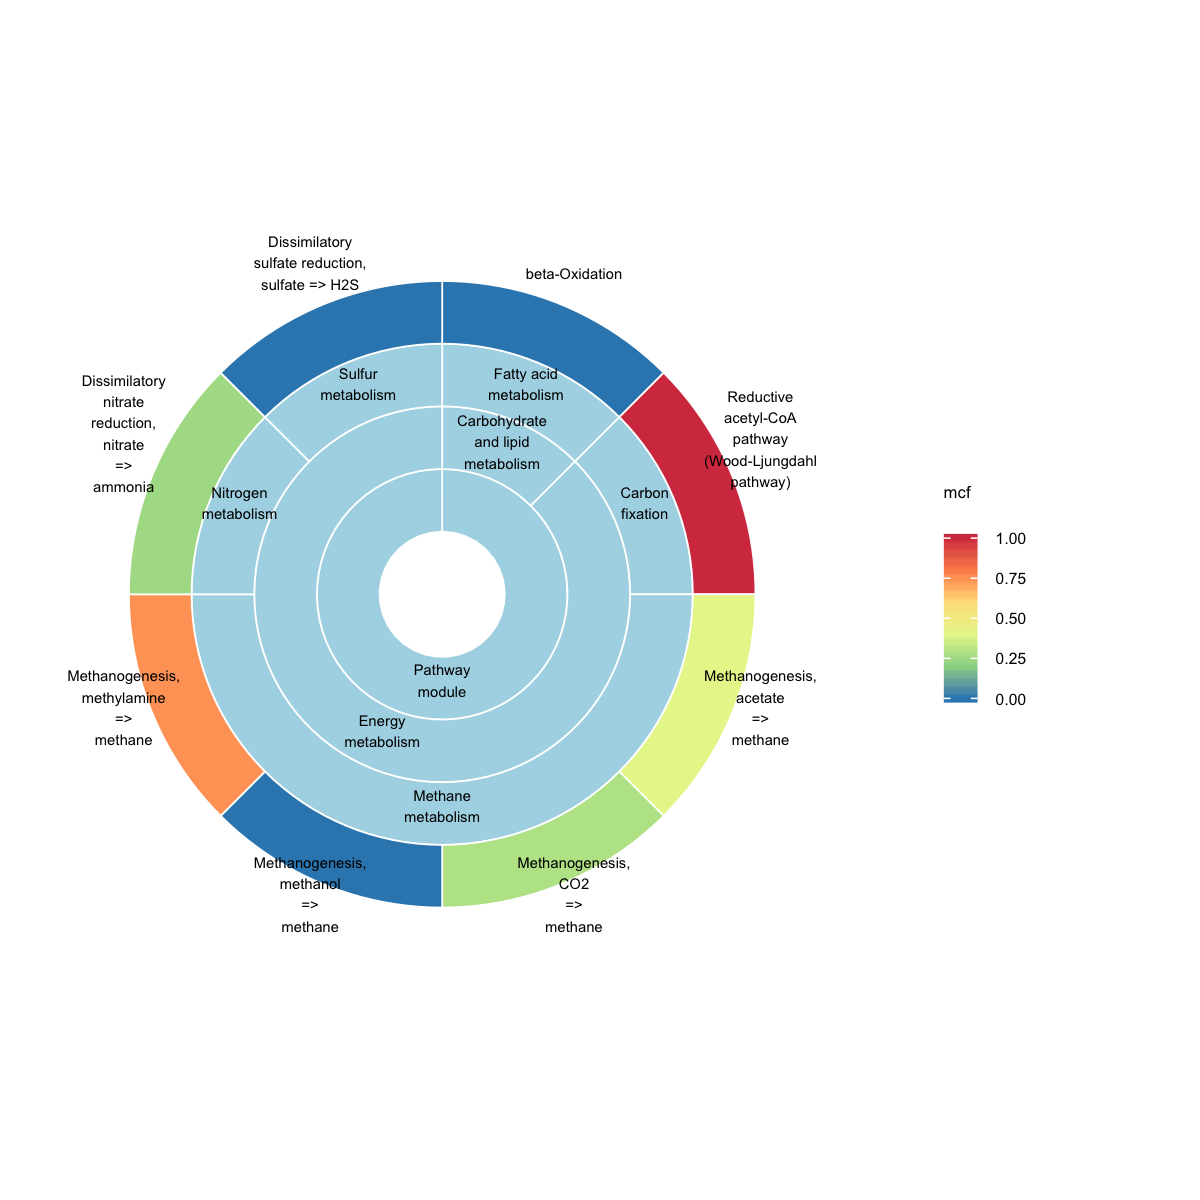 Dissimilatory
sulfate reduction,
sulfate => H2S
beta-Oxidation
Dissimilatory
nitrate
reduction,
nitrate
=>
ammonia
Sulfur
metabolism
Fatty acid
metabolism
Reductive
acetyl-CoA
pathway
(Wood-Ljungdahl
pathway)
Carbohydrate
and lipid
metabolism
Nitrogen
metabolism
Carbon
fixation
Pathway
module
Energy
metabolism
Methane
metabolism
Methanogenesis,
methylamine
=>
methane
Methanogenesis,
acetate
=>
methane
Methanogenesis,
methanol
=>
methane
Methanogenesis,
CO2
=>
methane
mcf
1.00
0.75
0.50
0.25
0.00